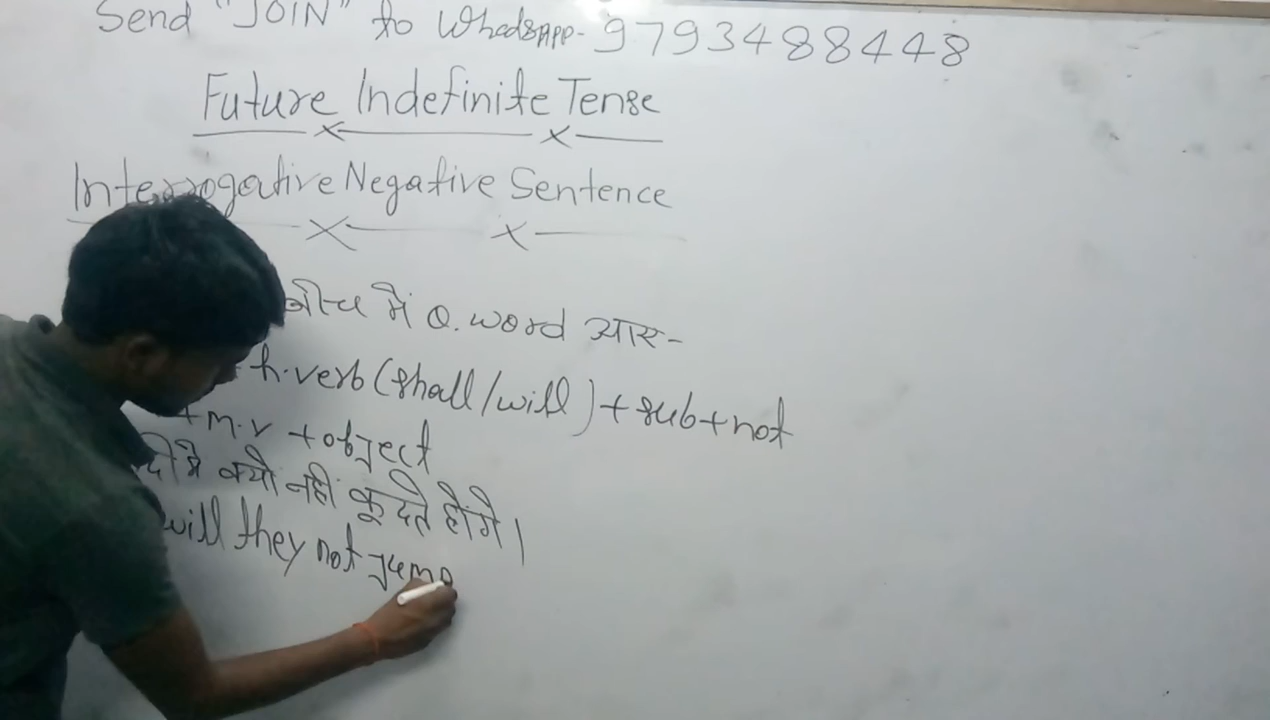 Send "JOIN" to WhatsApp- 9793488448
Future Indefinite Tense
Interrogative Negative Sentence
बीच में Q. word आए-
h.verb (shall/will) + sub + not
+ m.v + object
में क्यों नहीं कूदते होंगे।
will they not jump